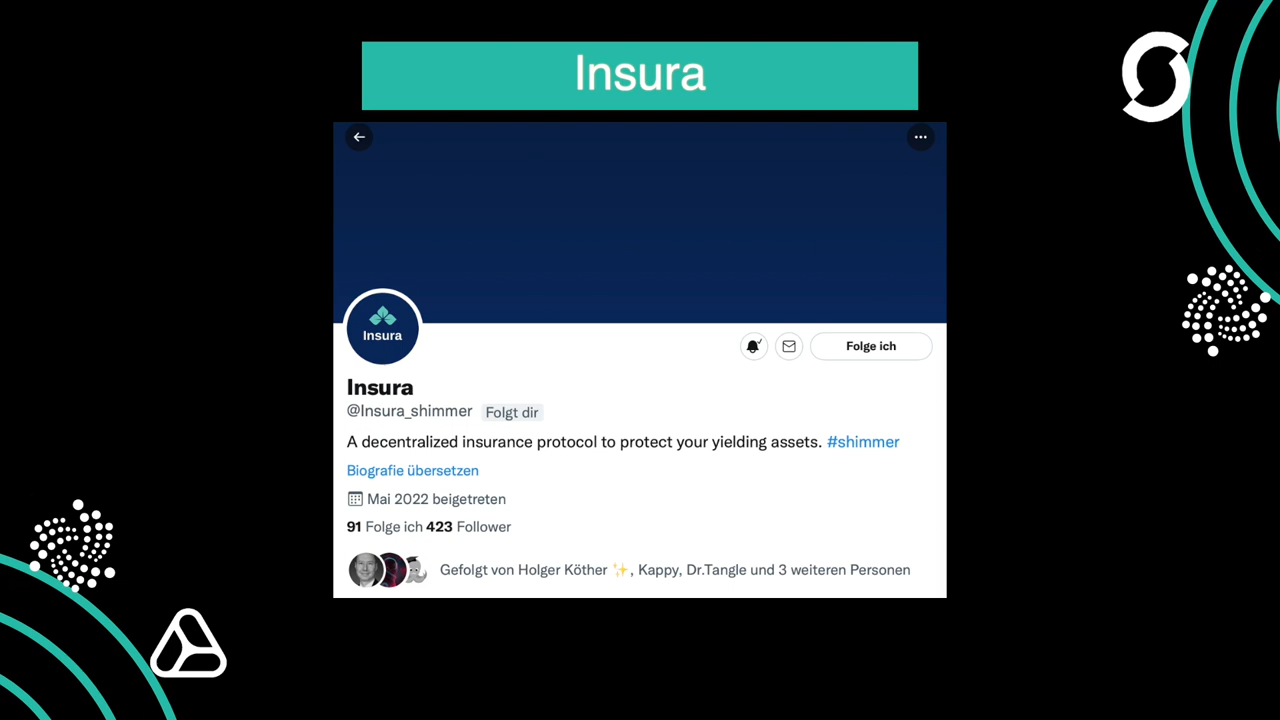 Insura
Insura
Folge ich
Insura
@Insura_shimmer Folgt dir
A decentralized insurance protocol to protect your yielding assets. #shimmer
Biografie übersetzen
Mai 2022 beigetreten
91 Folge ich 423 Follower
Gefolgt von Holger Köther ✨, Kappy, Dr.Tangle und 3 weiteren Personen